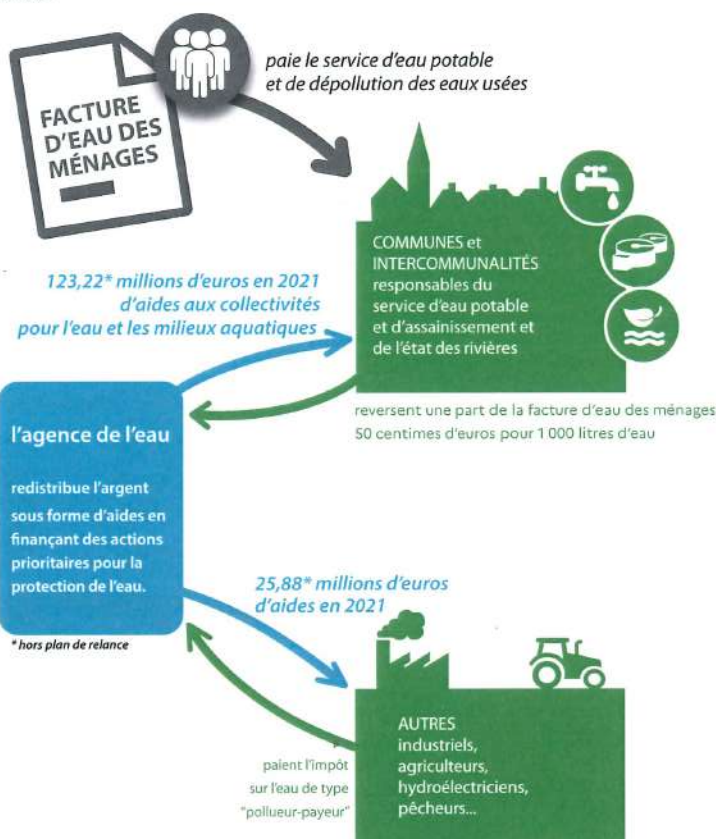 FACTURE
D'EAU DES
MÉNAGES
paie le service d'eau potable
et de dépollution des eaux usées
COMMUNES et
INTERCOMMUNALITÉS
responsables du
service d'eau potable
et d'assainissement et
de l'état des rivières
123,22* millions d'euros en 2021
d'aides aux collectivités
pour l'eau et les milieux aquatiques
reversent une part de la facture d'eau des ménages
50 centimes d'euros pour 1 000 litres d'eau
l'agence de l'eau
redistribue l'argent
sous forme d'aides en
finançant des actions
prioritaires pour la
protection de l'eau.
* hors plan de relance
25,88* millions d'euros
d'aides en 2021
paient l'impôt
sur l'eau de type
"pollueur-payeur"
AUTRES
industriels,
agriculteurs,
hydroélectriciens,
pêcheurs...